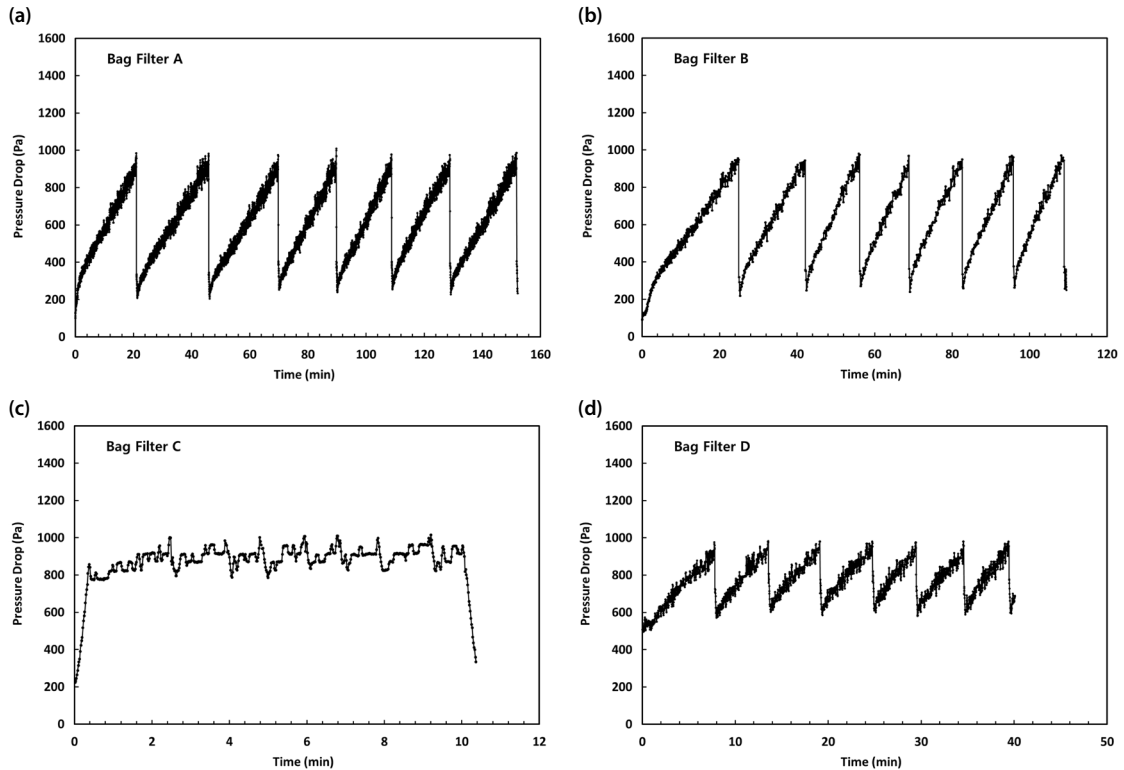 (a)
Bag Filter A
Pressure Drop (Pa)
1600
1400
1200
1000
800
600
400
200
0
0 20 40 60 80 100 120 140 160
Time (min)
(b)
Bag Filter B
Pressure Drop (Pa)
1600
1400
1200
1000
800
600
400
200
0
0 20 40 60 80 100 120
Time (min)
(c)
Bag Filter C
Pressure Drop (Pa)
1600
1400
1200
1000
800
600
400
200
0
0 2 4 6 8 10 12
Time (min)
(d)
Bag Filter D
Pressure Drop (Pa)
1600
1400
1200
1000
800
600
400
200
0
0 10 20 30 40 50
Time (min)